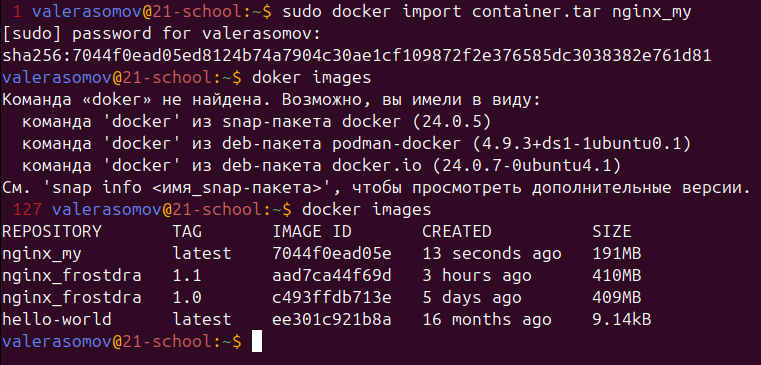 1 valerasomov@21-school:~$ sudo docker import container.tar nginx_my
[sudo] password for valerasomov:
sha256:7044f0ead05ed8124b74a7904c30ae1cf109872f2e376585dc3038382e761d81
valerasomov@21-school:~$ doker images
Команда «doker» не найдена. Возможно, вы имели в виду:
  команда 'docker' из snap-пакета docker (24.0.5)
  команда 'docker' из deb-пакета podman-docker (4.9.3+ds1-1ubuntu0.1)
  команда 'docker' из deb-пакета docker.io (24.0.7-0ubuntu4.1)
См. 'snap info <имя_snap-пакета>', чтобы просмотреть дополнительные версии.
127 valerasomov@21-school:~$ docker images
REPOSITORY       TAG       IMAGE ID       CREATED          SIZE
nginx_my         latest    7044f0ead05e   13 seconds ago   191MB
nginx_frostdra   1.1       aad7ca44f69d   3 hours ago      410MB
nginx_frostdra   1.0       c493ffdb713e   5 days ago       409MB
hello-world      latest    ee301c921b8a   16 months ago    9.14kB
valerasomov@21-school:~$